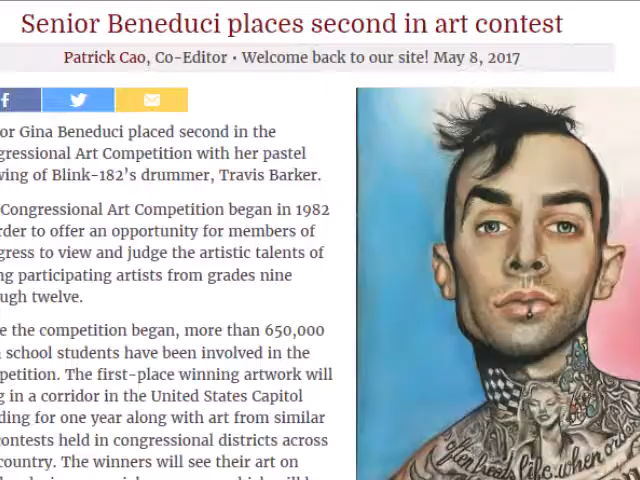 Senior Beneduci places second in art contest
Patrick Cao, Co-Editor • Welcome back to our site! May 8, 2017
f
or Gina Beneduci placed second in the
gressional Art Competition with her pastel
wing of Blink-182's drummer, Travis Barker.
Congressional Art Competition began in 1982
rder to offer an opportunity for members of
gress to view and judge the artistic talents of
ng participating artists from grades nine
ugh twelve.
e the competition began, more than 650,000
school students have been involved in the
petition. The first-place winning artwork will
g in a corridor in the United States Capitol
ding for one year along with art from similar
contests held in congressional districts across
country. The winners will see their art on
often finds life when